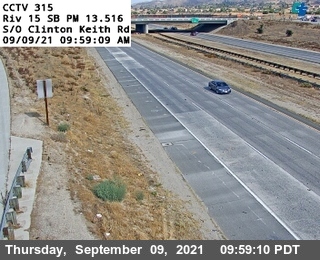 CCTV 315
Riv 15 SB PM 13.516
S/O Clinton Keith Rd
09/09/21 09:59:09 AM
Thursday, September 09, 2021 09:59:10 PDT